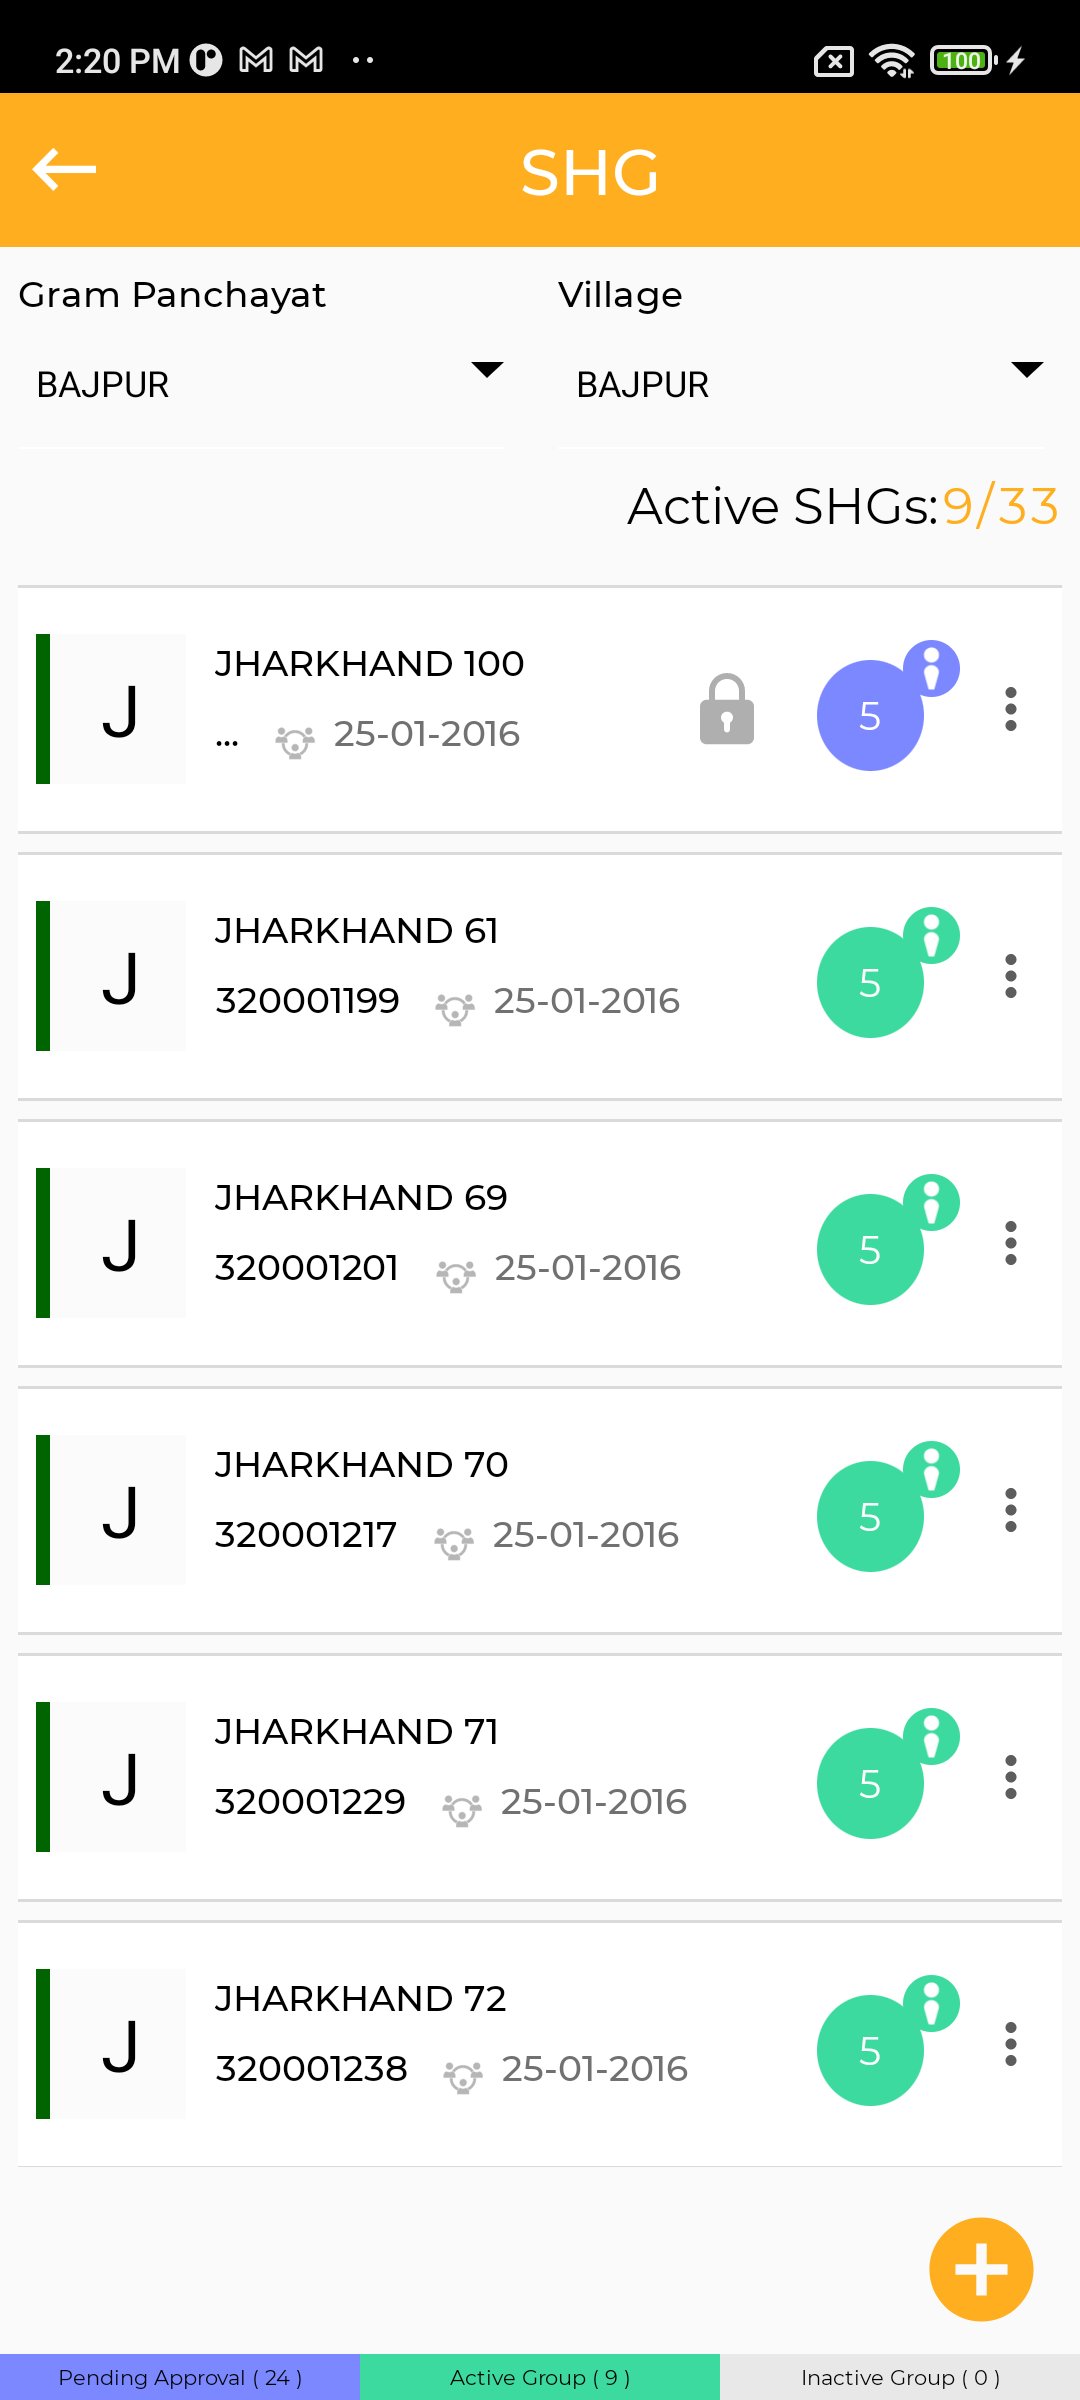 2:20 PM
100
SHG
Gram Panchayat Village
BAJPUR BAJPUR
Active SHGs:9/33
J
JHARKHAND 100
... 25-01-2016
5
J
JHARKHAND 61
320001199 25-01-2016
5
J
JHARKHAND 69
320001201 25-01-2016
5
J
JHARKHAND 70
320001217 25-01-2016
5
J
JHARKHAND 71
320001229 25-01-2016
5
J
JHARKHAND 72
320001238 25-01-2016
5
Pending Approval ( 24 ) Active Group ( 9 ) Inactive Group ( 0 )